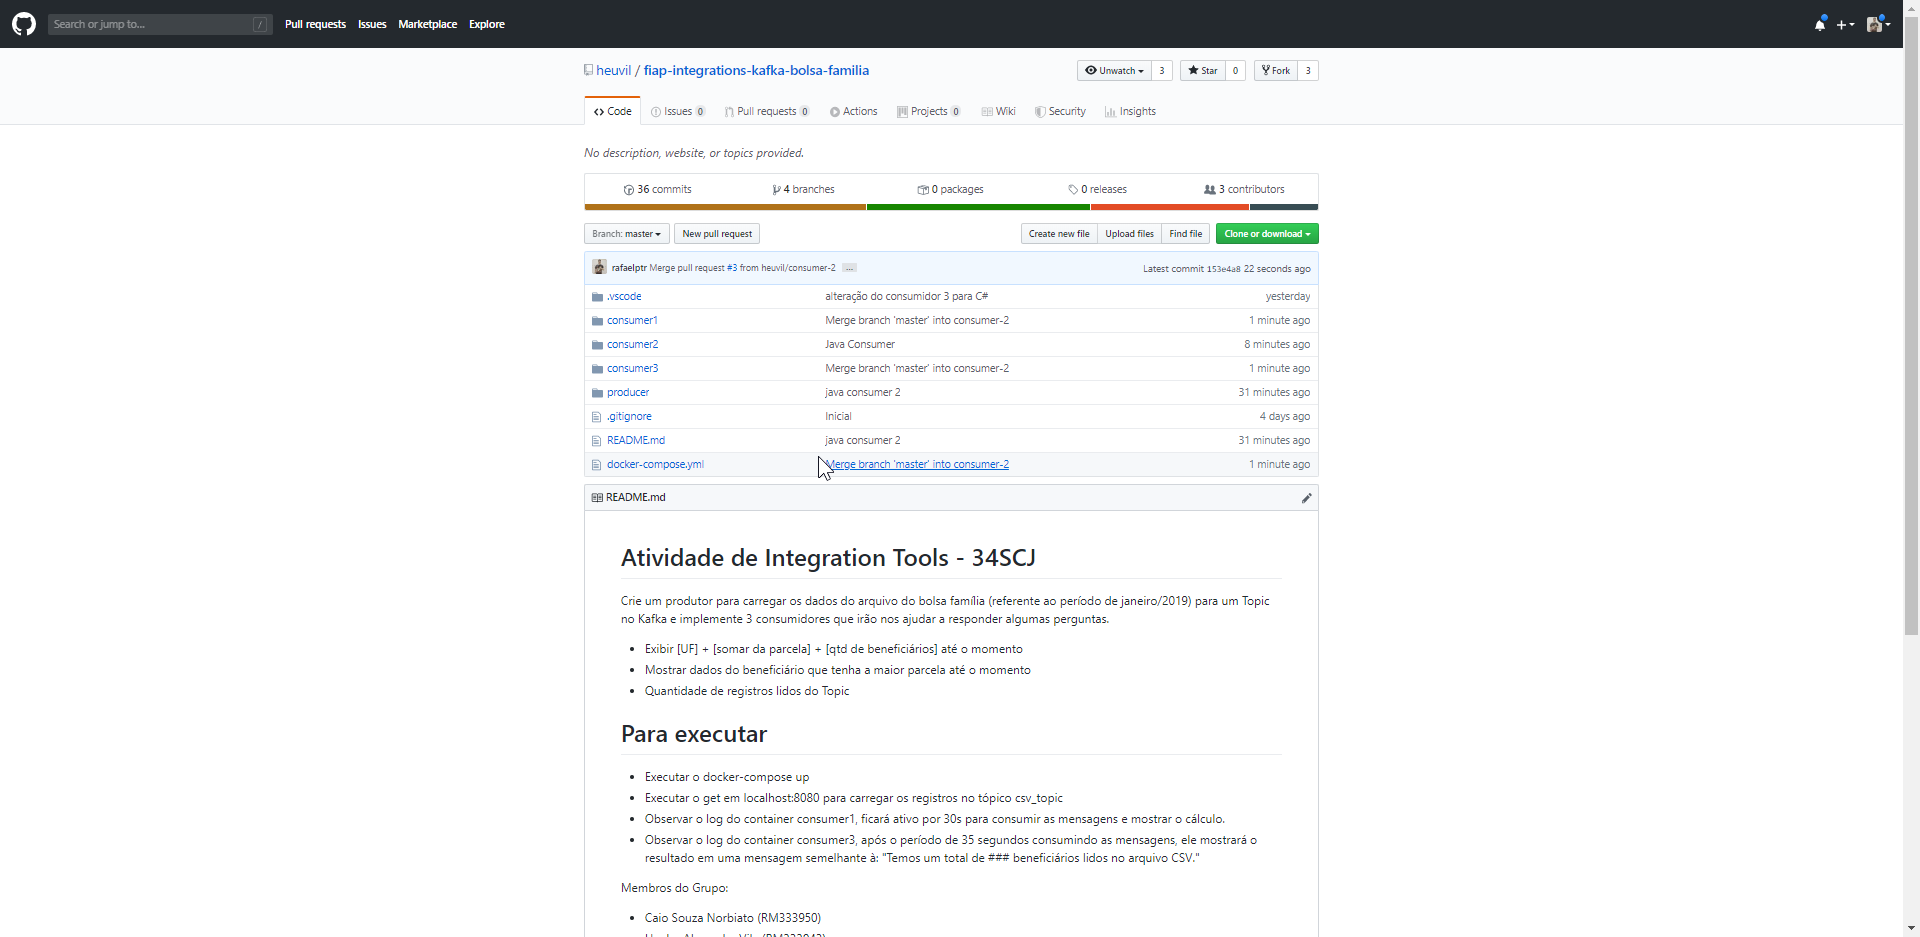 Search or jump to... /
Pull requests Issues Marketplace Explore
heuvil / fiap-integrations-kafka-bolsa-familia
Unwatch 3 Star 0 Fork 3
Code Issues 0 Pull requests 0 Actions Projects 0 Wiki Security Insights
No description, website, or topics provided.
36 commits 4 branches 0 packages 0 releases 3 contributors
Branch: master New pull request Create new file Upload files Find file Clone or download
rafaelptr Merge pull request #3 from heuvil/consumer-2 ... Latest commit 153e4a8 22 seconds ago
.vscode alteração do consumidor 3 para C# yesterday
consumer1 Merge branch 'master' into consumer-2 1 minute ago
consumer2 Java Consumer 8 minutes ago
consumer3 Merge branch 'master' into consumer-2 1 minute ago
producer java consumer 2 31 minutes ago
.gitignore Inicial 4 days ago
README.md java consumer 2 31 minutes ago
docker-compose.yml Merge branch 'master' into consumer-2 1 minute ago
README.md
Atividade de Integration Tools - 34SCJ
Crie um produtor para carregar os dados do arquivo do bolsa família (referente ao período de janeiro/2019) para um Topic
no Kafka e implemente 3 consumidores que irão nos ajudar a responder algumas perguntas.
• Exibir [UF] + [somar da parcela] + [qtd de beneficiários] até o momento
• Mostrar dados do beneficiário que tenha a maior parcela até o momento
• Quantidade de registros lidos do Topic
Para executar
• Executar o docker-compose up
• Executar o get em localhost:8080 para carregar os registros no tópico csv_topic
• Observar o log do container consumer1, ficará ativo por 30s para consumir as mensagens e mostrar o cálculo.
• Observar o log do container consumer3, após o período de 35 segundos consumindo as mensagens, ele mostrará o
resultado em uma mensagem semelhante à: "Temos um total de ### beneficiários lidos no arquivo CSV."
Membros do Grupo:
• Caio Souza Norbiato (RM333950)